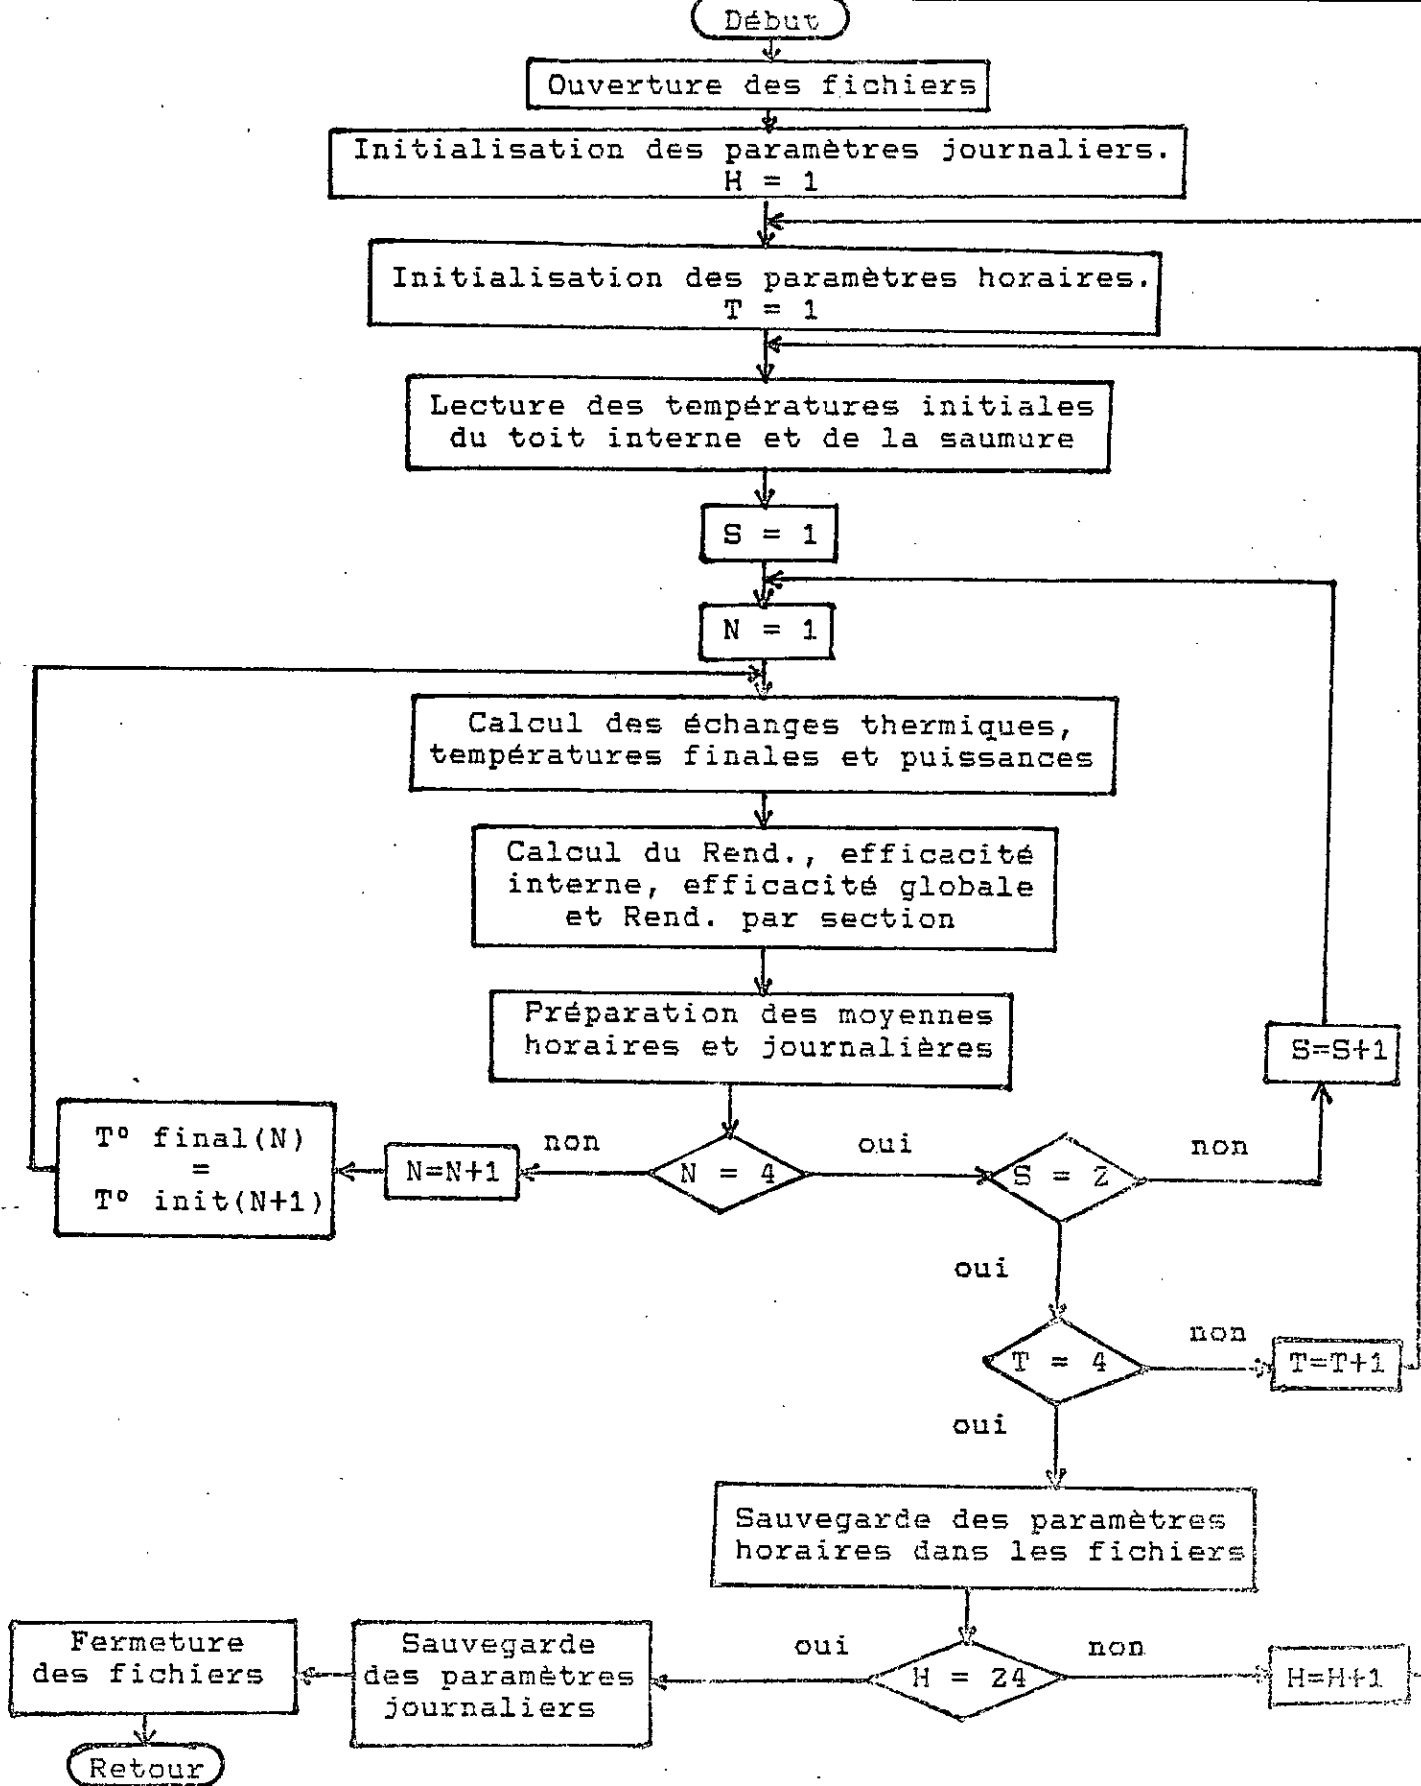 Début
Ouverture des fichiers
Initialisation des paramètres journaliers.
H = 1
Initialisation des paramètres horaires.
T = 1
Lecture des températures initiales
du toit interne et de la saumure
S = 1
N = 1
Calcul des échanges thermiques,
températures finales et puissances
Calcul du Rend., efficacité
interne, efficacité globale
et Rend. par section
Préparation des moyennes
horaires et journalières
S=S+1
T° final(N)
=
T° init(N+1)
N=N+1
non
N = 4
oui
S = 2
non
oui
T = 4
non
T=T+1
oui
Sauvegarde des paramètres
horaires dans les fichiers
Fermeture
des fichiers
Sauvegarde
des paramètres
journaliers
oui
H = 24
non
H=H+1
Retour